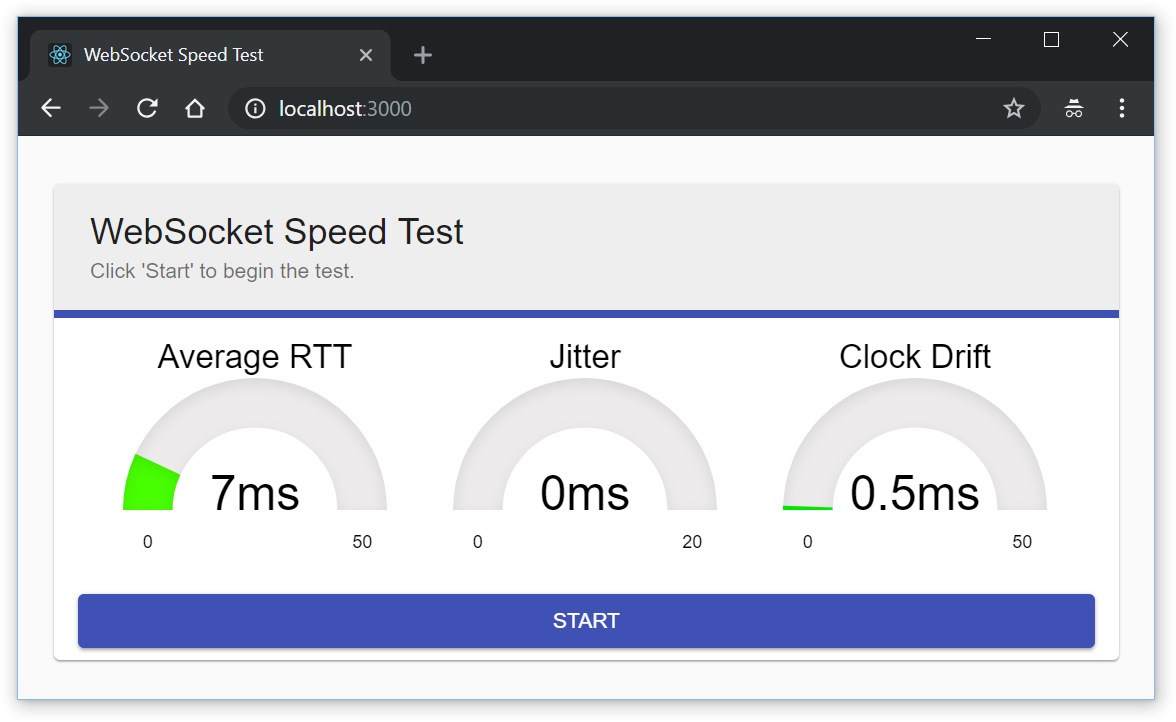 WebSocket Speed Test
localhost:3000
WebSocket Speed Test
Click 'Start' to begin the test.
Average RTT Jitter Clock Drift
7ms 0ms 0.5ms
0 50 0 20 0 50
START